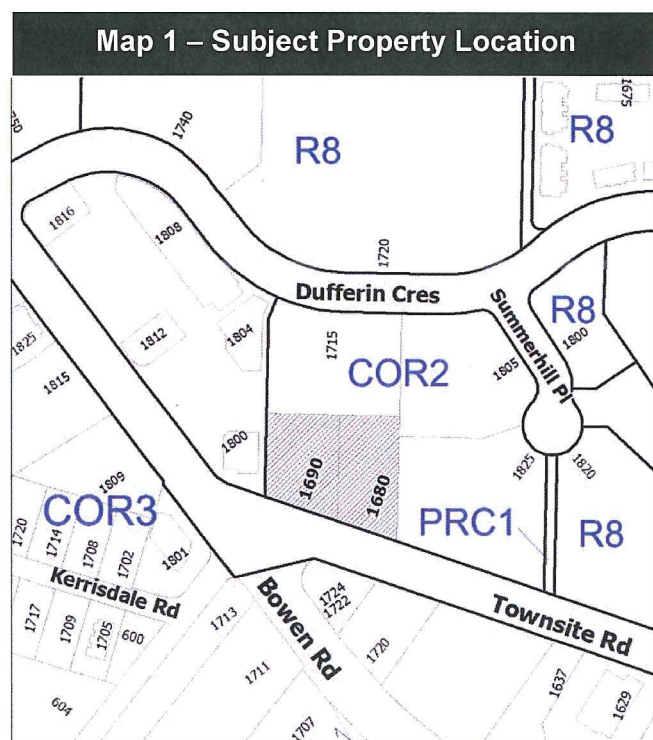 Map 1 – Subject Property Location
1740
R8
1675
R8
1816
1808
1720
Dufferin Cres
Summerhill Pl
R8
1800
1825
1812
1804
1715
COR2
1805
1815
1800
1690
1680
1825
1820
1809
COR3
PRC1
R8
1720
1714
1708
1702
1801
Kerrisdale Rd
1717
1709
1705
600
1713
Bowen Rd
1724
1722
1720
Townsite Rd
604
1711
1707
1637
1629